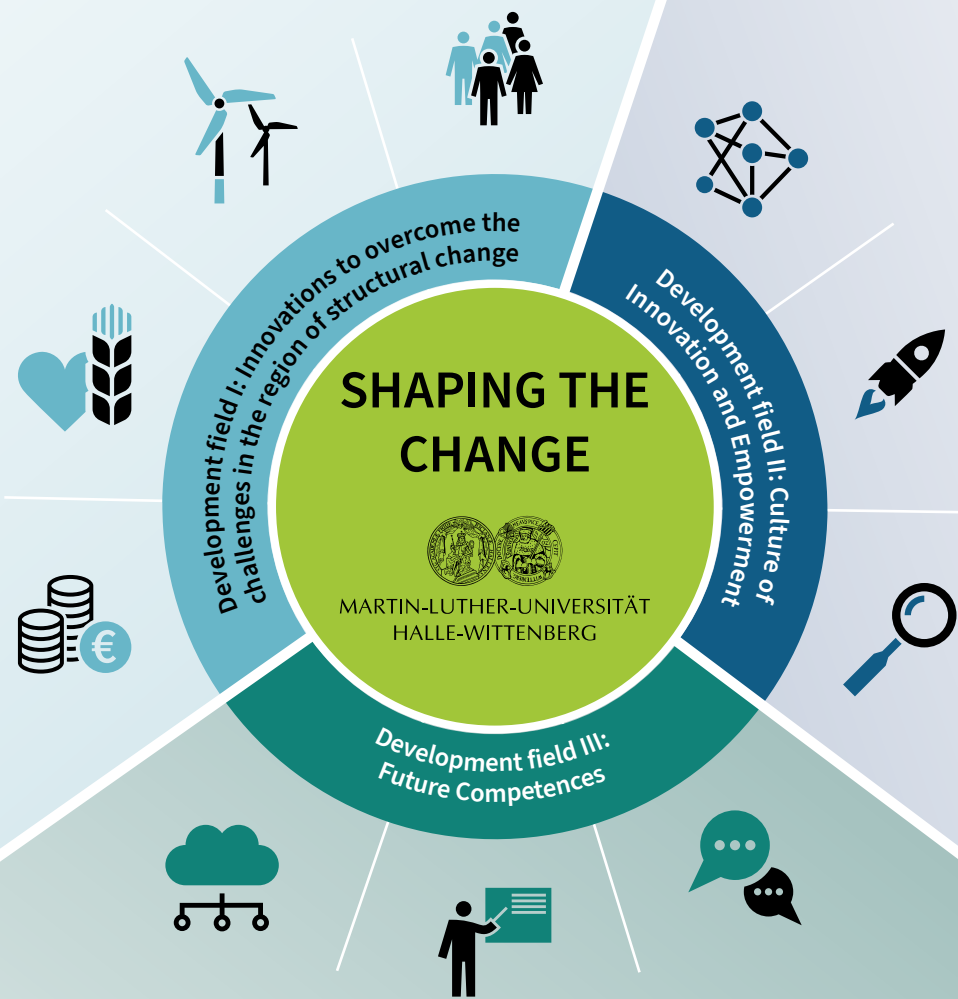 Development field I: Innovations to overcome the
challenges in the region of structural change
Development field II: Culture of
Innovation and Empowerment
SHAPING THE
CHANGE
MARTIN-LUTHER-UNIVERSITÄT
HALLE-WITTENBERG
€
Development field III:
Future Competences